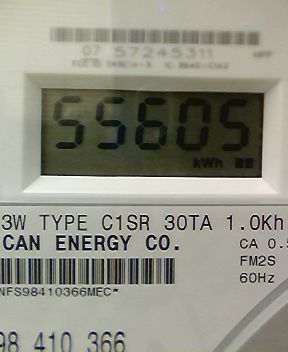 07 57245311
55605
kWh
3W TYPE C1SR 30TA 1.0Kh
CAN ENERGY CO.
CA 0.5
FM2S
60Hz
NFS98410366MEC*
98 410 366